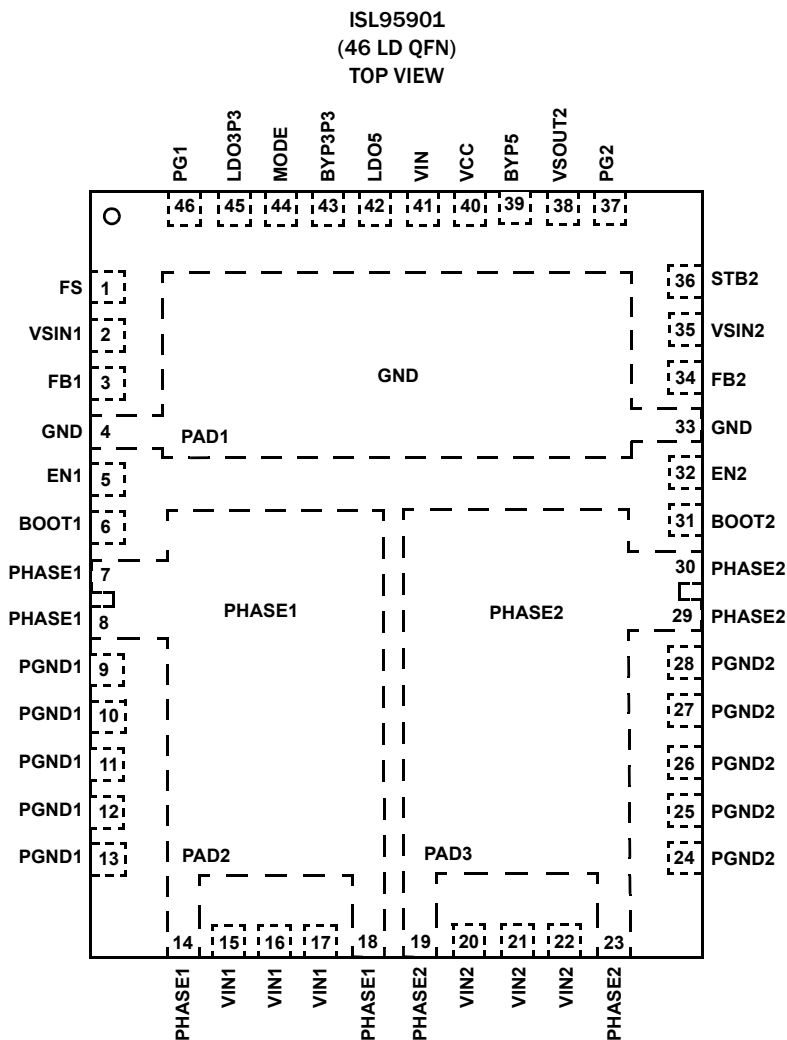 ISL95901
(46 LD QFN)
TOP VIEW
PG1
LDO3P3
MODE
BYP3P3
LDO5
VIN
VCC
BYP5
VSOUT2
PG2
46
45
44
43
42
41
40
39
38
37
FS 1
36 STB2
VSIN1 2
35 VSIN2
FB1 3
34 FB2
GND
GND 4
33 GND
PAD1
EN1 5
32 EN2
BOOT1 6
31 BOOT2
PHASE1 7
30 PHASE2
PHASE1
PHASE2
PHASE1 8
29 PHASE2
PGND1 9
28 PGND2
PGND1 10
27 PGND2
PGND1 11
26 PGND2
PGND1 12
25 PGND2
PGND1 13
24 PGND2
PAD2
PAD3
14
15
16
17
18
19
20
21
22
23
PHASE1
VIN1
VIN1
VIN1
PHASE1
PHASE2
VIN2
VIN2
VIN2
PHASE2